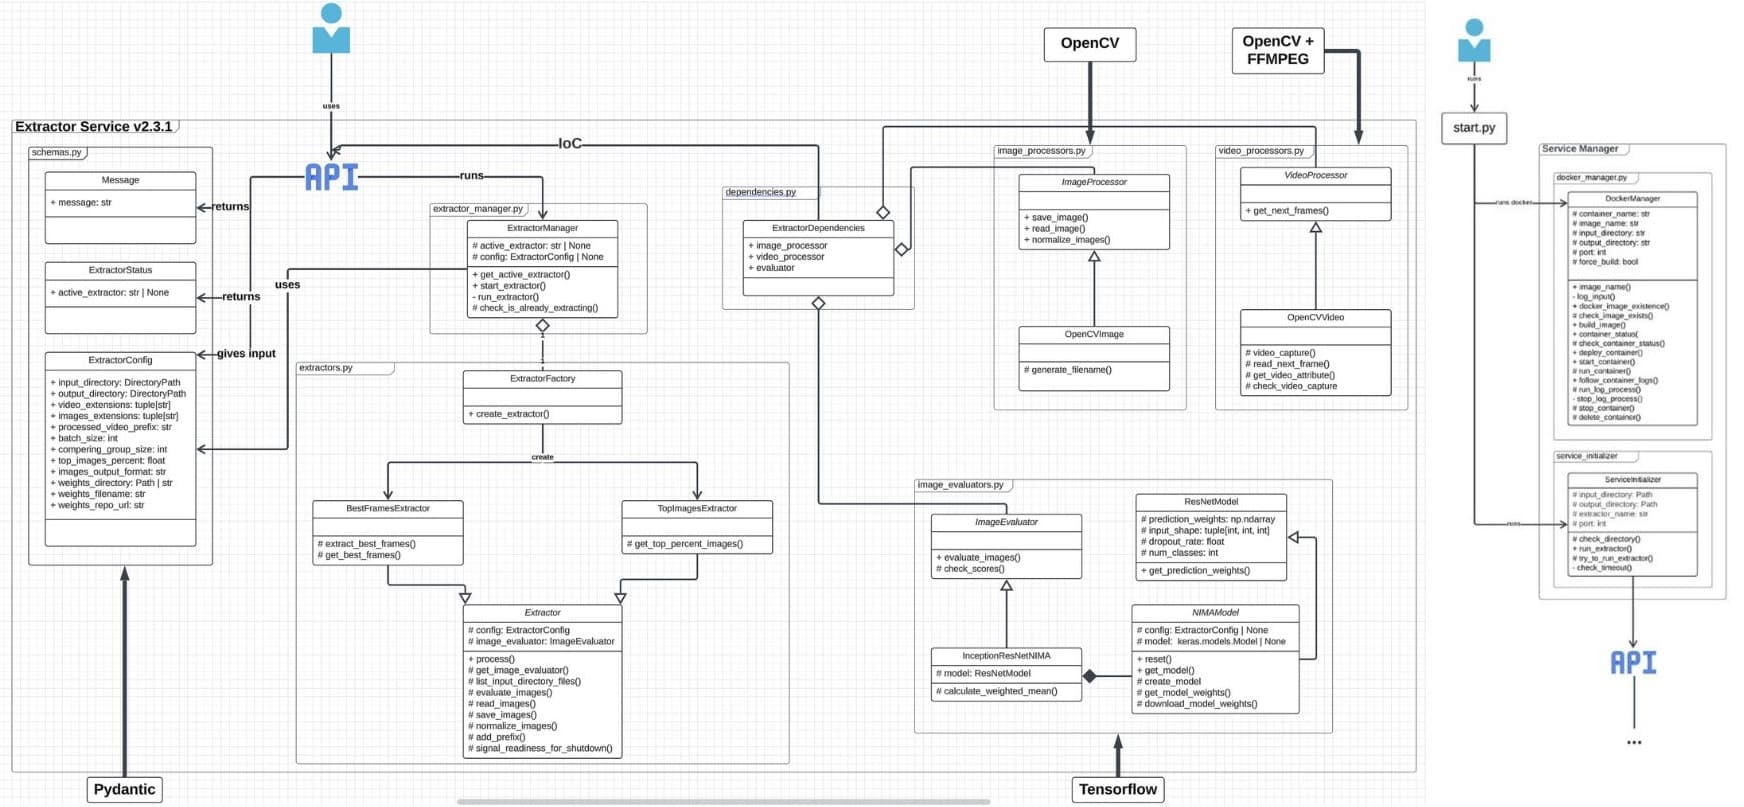 uses
Extractor Service v2.3.1
schemas.py
Message
+ message: str
ExtractorStatus
+ active_extractor: str | None
ExtractorConfig
+ input_directory: DirectoryPath
+ output_directory: DirectoryPath
+ video_extensions: tuple[str]
+ images_extensions: tuple[str]
+ processed_video_prefix: str
+ batch_size: int
+ compering_group_size: int
+ top_images_percent: float
+ images_output_format: str
+ weights_directory: Path | str
+ weights_filename: str
+ weights_repo_url: str
Pydantic
API
returns
returns
gives input
uses
runs
IoC
extractor_manager.py
ExtractorManager
# active_extractor: str | None
# config: ExtractorConfig | None
+ get_active_extractor()
+ start_extractor()
- run_extractor()
# check_is_already_extracting()
1
1
extractors.py
ExtractorFactory
+ create_extractor()
create
BestFramesExtractor
# extract_best_frames()
# get_best_frames()
TopImagesExtractor
# get_top_percent_images()
Extractor
# config: ExtractorConfig
# image_evaluator: ImageEvaluator
+ process()
# get_image_evaluator()
# list_input_directory_files()
# evaluate_images()
# read_images()
# save_images()
# normalize_images()
# add_prefix()
# signal_readiness_for_shutdown()
dependencies.py
ExtractorDependencies
+ image_processor
+ video_processor
+ evaluator
OpenCV
image_processors.py
ImageProcessor
+ save_image()
+ read_image()
+ normalize_images()
OpenCVImage
# generate_filename()
OpenCV +
FFMPEG
video_processors.py
VideoProcessor
+ get_next_frames()
OpenCVVideo
# video_capture()
# read_next_frame()
# get_video_attribute()
# check_video_capture
image_evaluators.py
ImageEvaluator
+ evaluate_images()
# check_scores()
InceptionResNetNIMA
# model: ResNetModel
# calculate_weighted_mean()
ResNetModel
# prediction_weights: np.ndarray
# input_shape: tuple[int, int, int]
# dropout_rate: float
# num_classes: int
+ get_prediction_weights()
NIMAModel
# config: ExtractorConfig | None
# model: keras.models.Model | None
+ reset()
+ get_model()
# create_model
# get_model_weights()
# download_model_weights()
Tensorflow
runs
start.py
runs docker
runs
Service Manager
docker_manager.py
DockerManager
# container_name: str
# image_name: str
# input_directory: str
# output_directory: str
# port: int
# force_build: bool
+ image_name()
- log_input()
+ docker_image_existence()
# check_image_exists()
+ build_image()
+ container_status(
# check_container_status()
+ deploy_container()
+ start_container()
# run_container()
+ follow_container_logs()
# run_log_process()
- stop_log_process()
# stop_container()
# delete_container()
service_initializer
ServiceInitializer
# input_directory: Path
# output_directory: Path
# extractor_name: str
# port: int
# check_directory()
+ run_extractor()
# try_to_run_extractor()
- check_timeout()
API
...